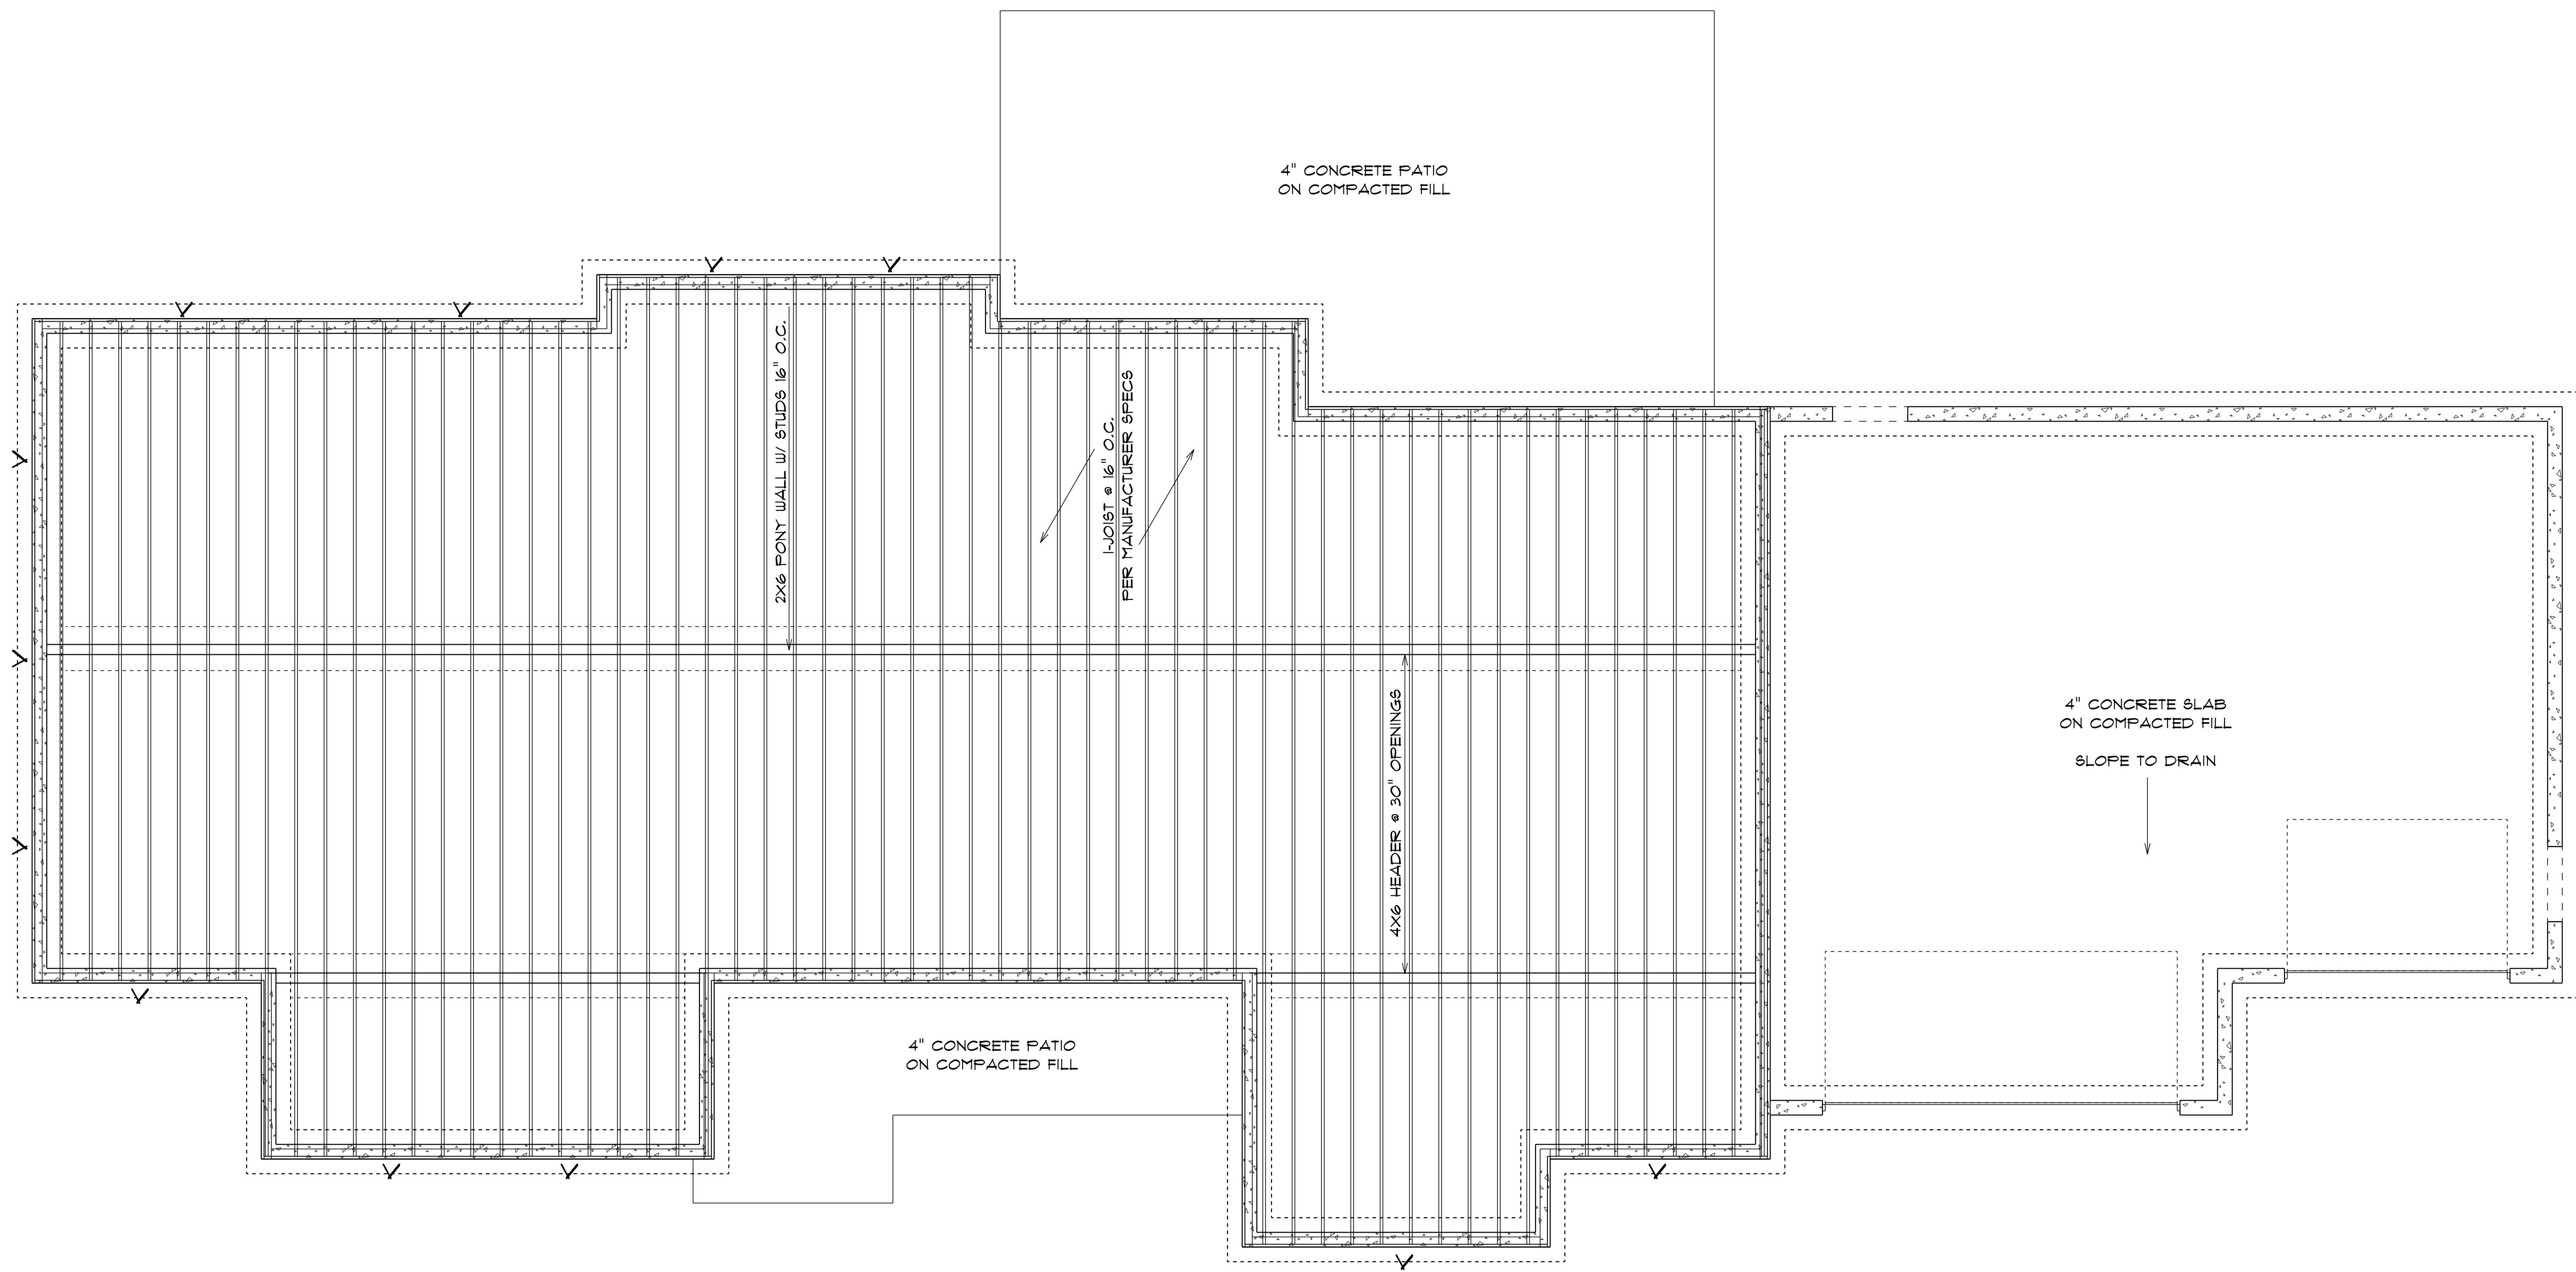 4" CONCRETE PATIO
ON COMPACTED FILL
2X6 PONY WALL W/ STUDS 16" O.C.
I-JOIST @ 16" O.C.
PER MANUFACTURER SPECS
4X6 HEADER @ 30" OPENINGS
4" CONCRETE SLAB
ON COMPACTED FILL
SLOPE TO DRAIN
4" CONCRETE PATIO
ON COMPACTED FILL